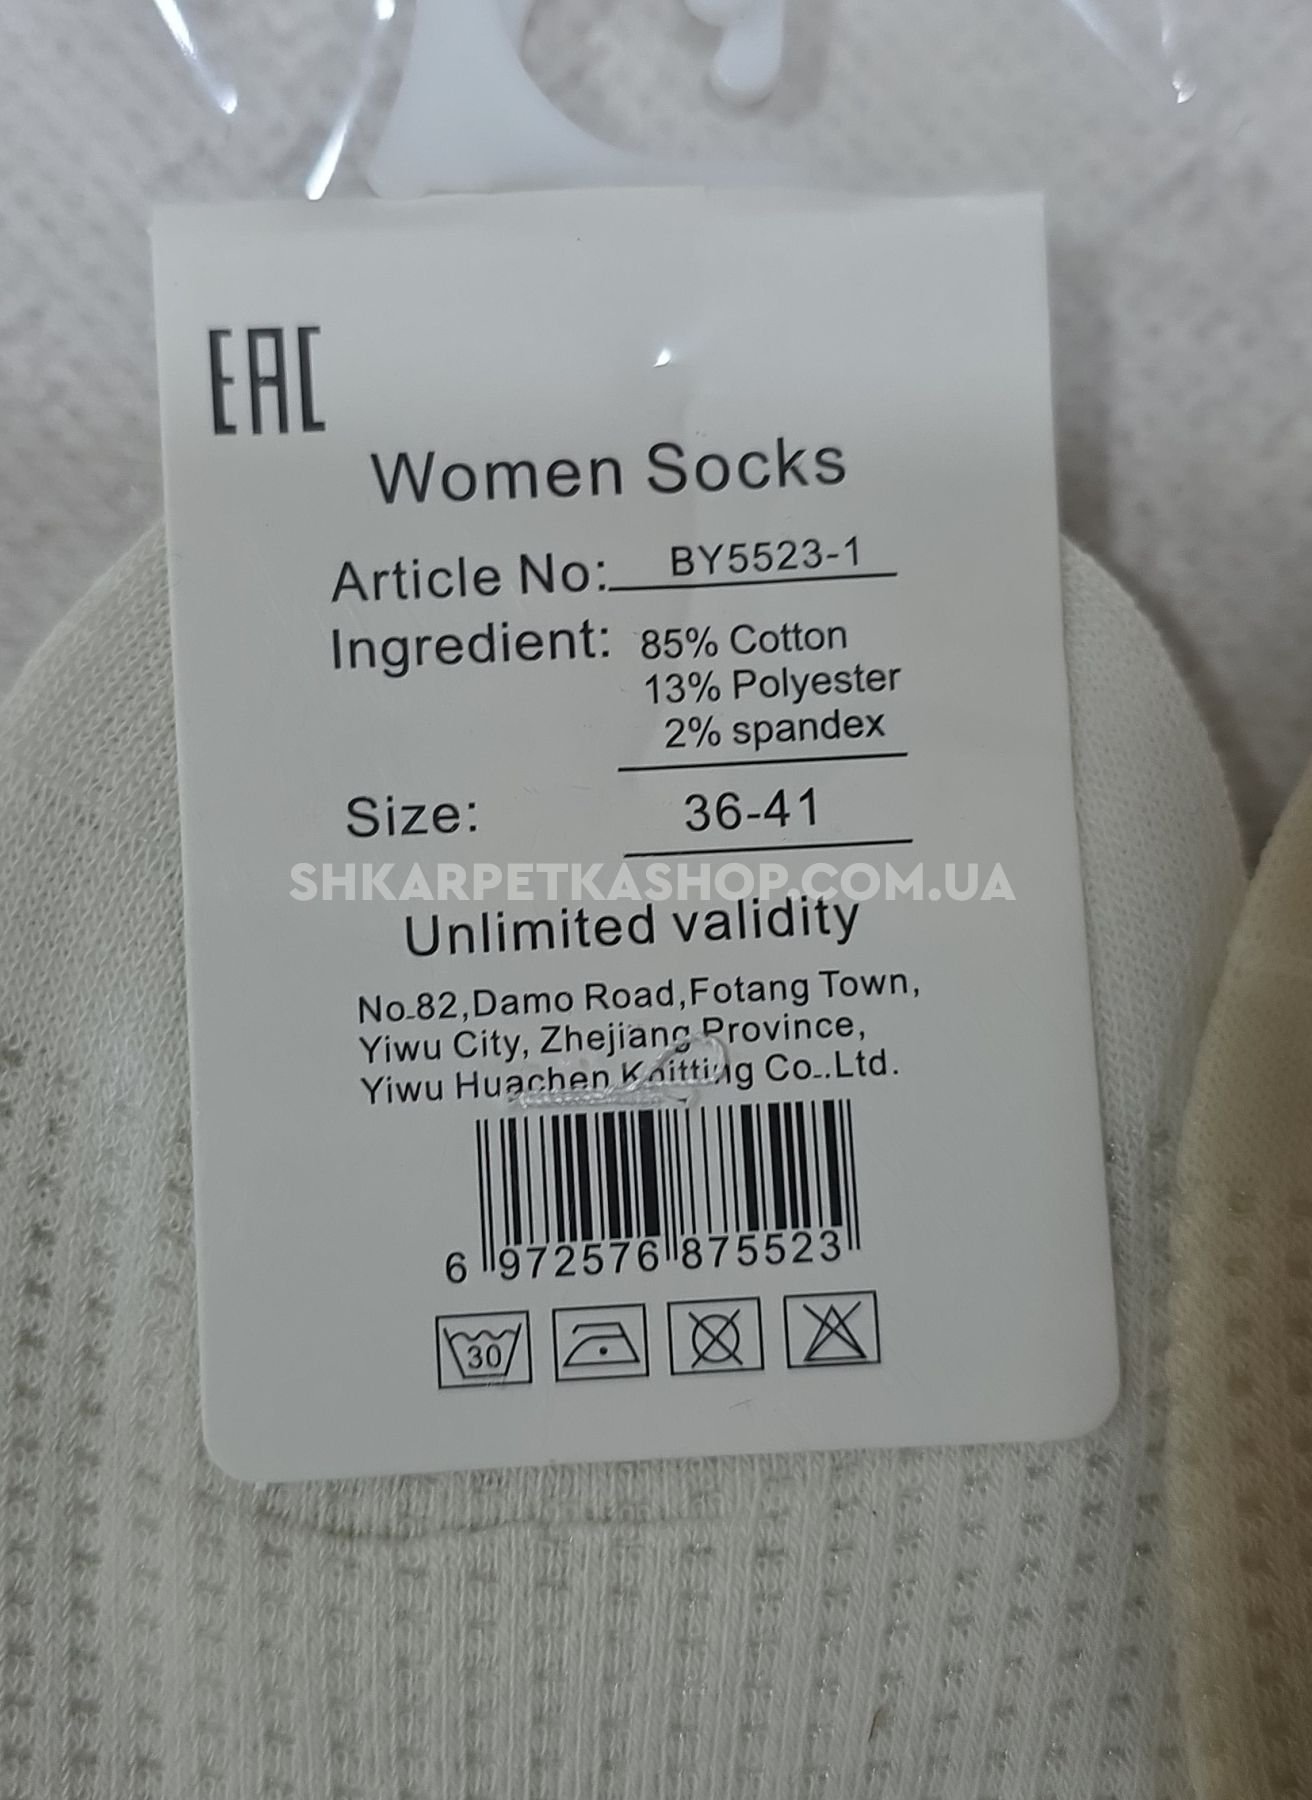 EAC
Women Socks
Article No: BY5523-1
Ingredient: 85% Cotton
13% Polyester
2% spandex
Size: 36-41
SHKARPETKASHOP.COM.UA
Unlimited validity
No.82,Damo Road,Fotang Town,
Yiwu City, Zhejiang Province,
Yiwu Huachen Knitting Co..Ltd.
6 972576 875523
30